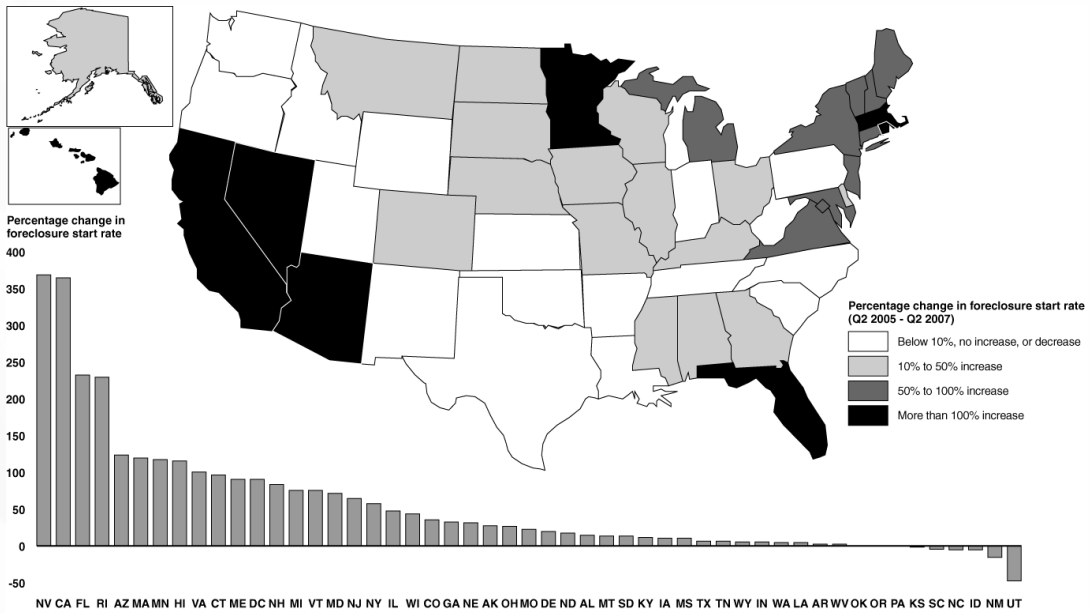 Percentage change in
foreclosure start rate
400
350
300
250
200
150
100
50
0
-50
NV CA FL RI AZ MA MN HI VA CT ME DC NH MI VT MD NJ NY IL WI CO GA NE AK OH MO DE ND AL MT SD KY IA MS TX TN WY IN WA LA AR WV OK OR PA KS SC NC ID NM UT
Percentage change in foreclosure start rate
(Q2 2005 - Q2 2007)
Below 10%, no increase, or decrease
10% to 50% increase
50% to 100% increase
More than 100% increase